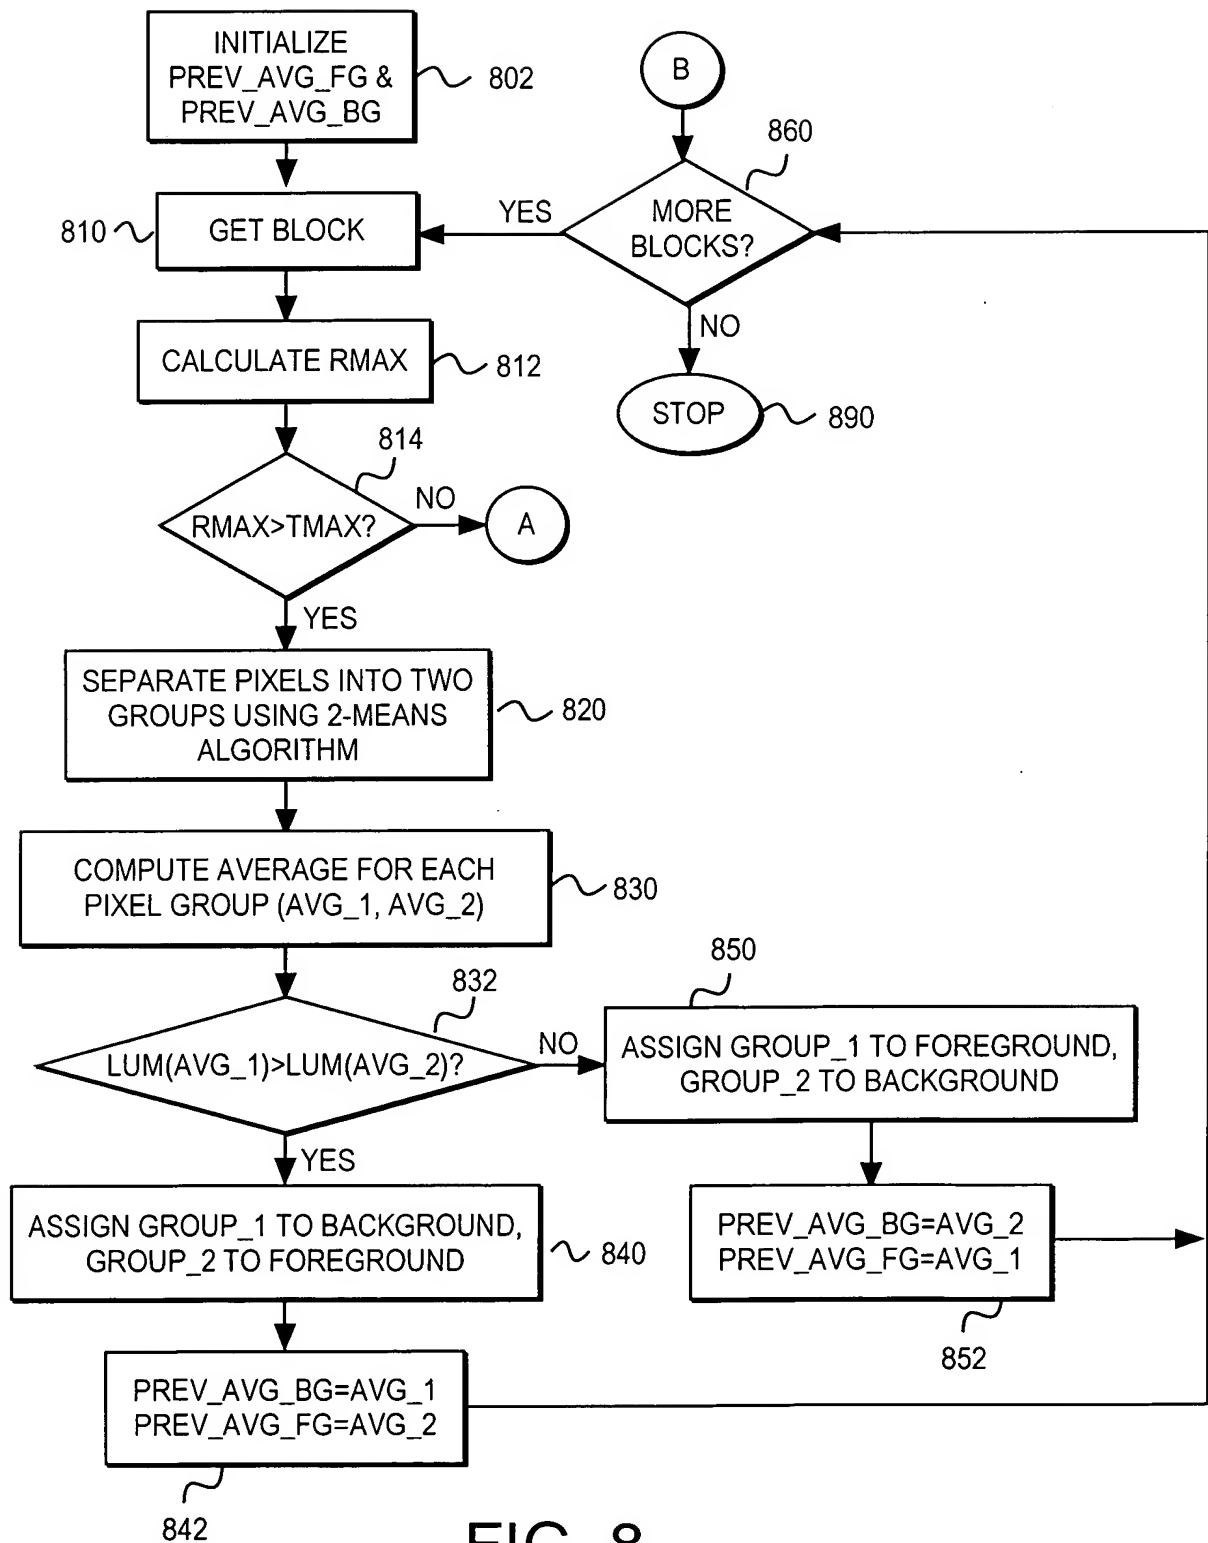 INITIALIZE
PREV_AVG_FG &
PREV_AVG_BG
802
B
860
MORE
BLOCKS?
YES
810
GET BLOCK
NO
CALCULATE RMAX
812
STOP
890
814
RMAX>TMAX?
NO
A
YES
SEPARATE PIXELS INTO TWO
GROUPS USING 2-MEANS
ALGORITHM
820
COMPUTE AVERAGE FOR EACH
PIXEL GROUP (AVG_1, AVG_2)
830
832
LUM(AVG_1)>LUM(AVG_2)?
NO
850
ASSIGN GROUP_1 TO FOREGROUND,
GROUP_2 TO BACKGROUND
YES
ASSIGN GROUP_1 TO BACKGROUND,
GROUP_2 TO FOREGROUND
840
PREV_AVG_BG=AVG_2
PREV_AVG_FG=AVG_1
852
PREV_AVG_BG=AVG_1
PREV_AVG_FG=AVG_2
842
FIG. 8